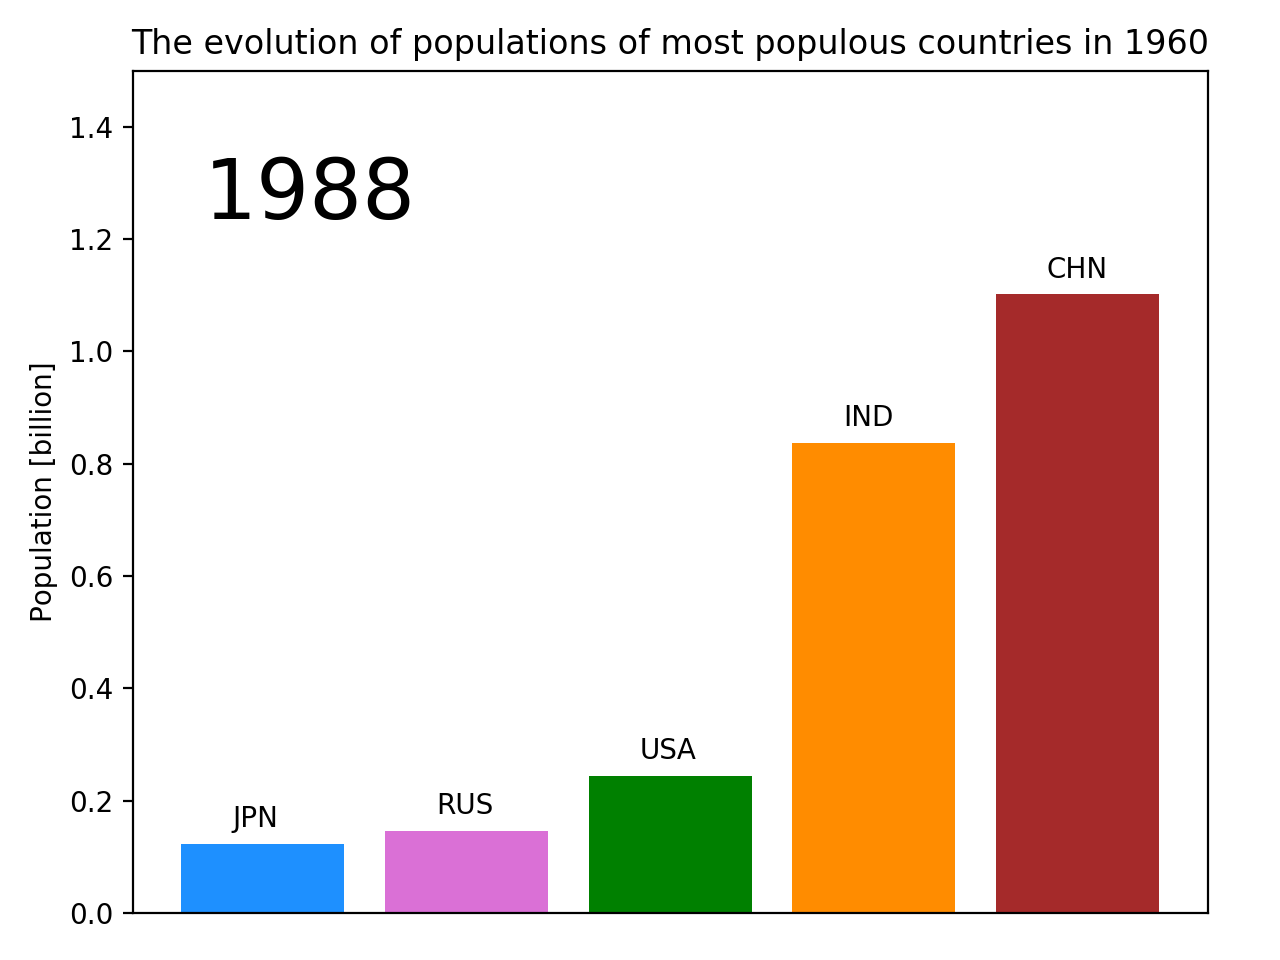 The evolution of populations of most populous countries in 1960
1.4
1988
1.2
CHN
1.0
Population [billion]
IND
0.8
0.6
0.4
USA
0.2
RUS
JPN
0.0